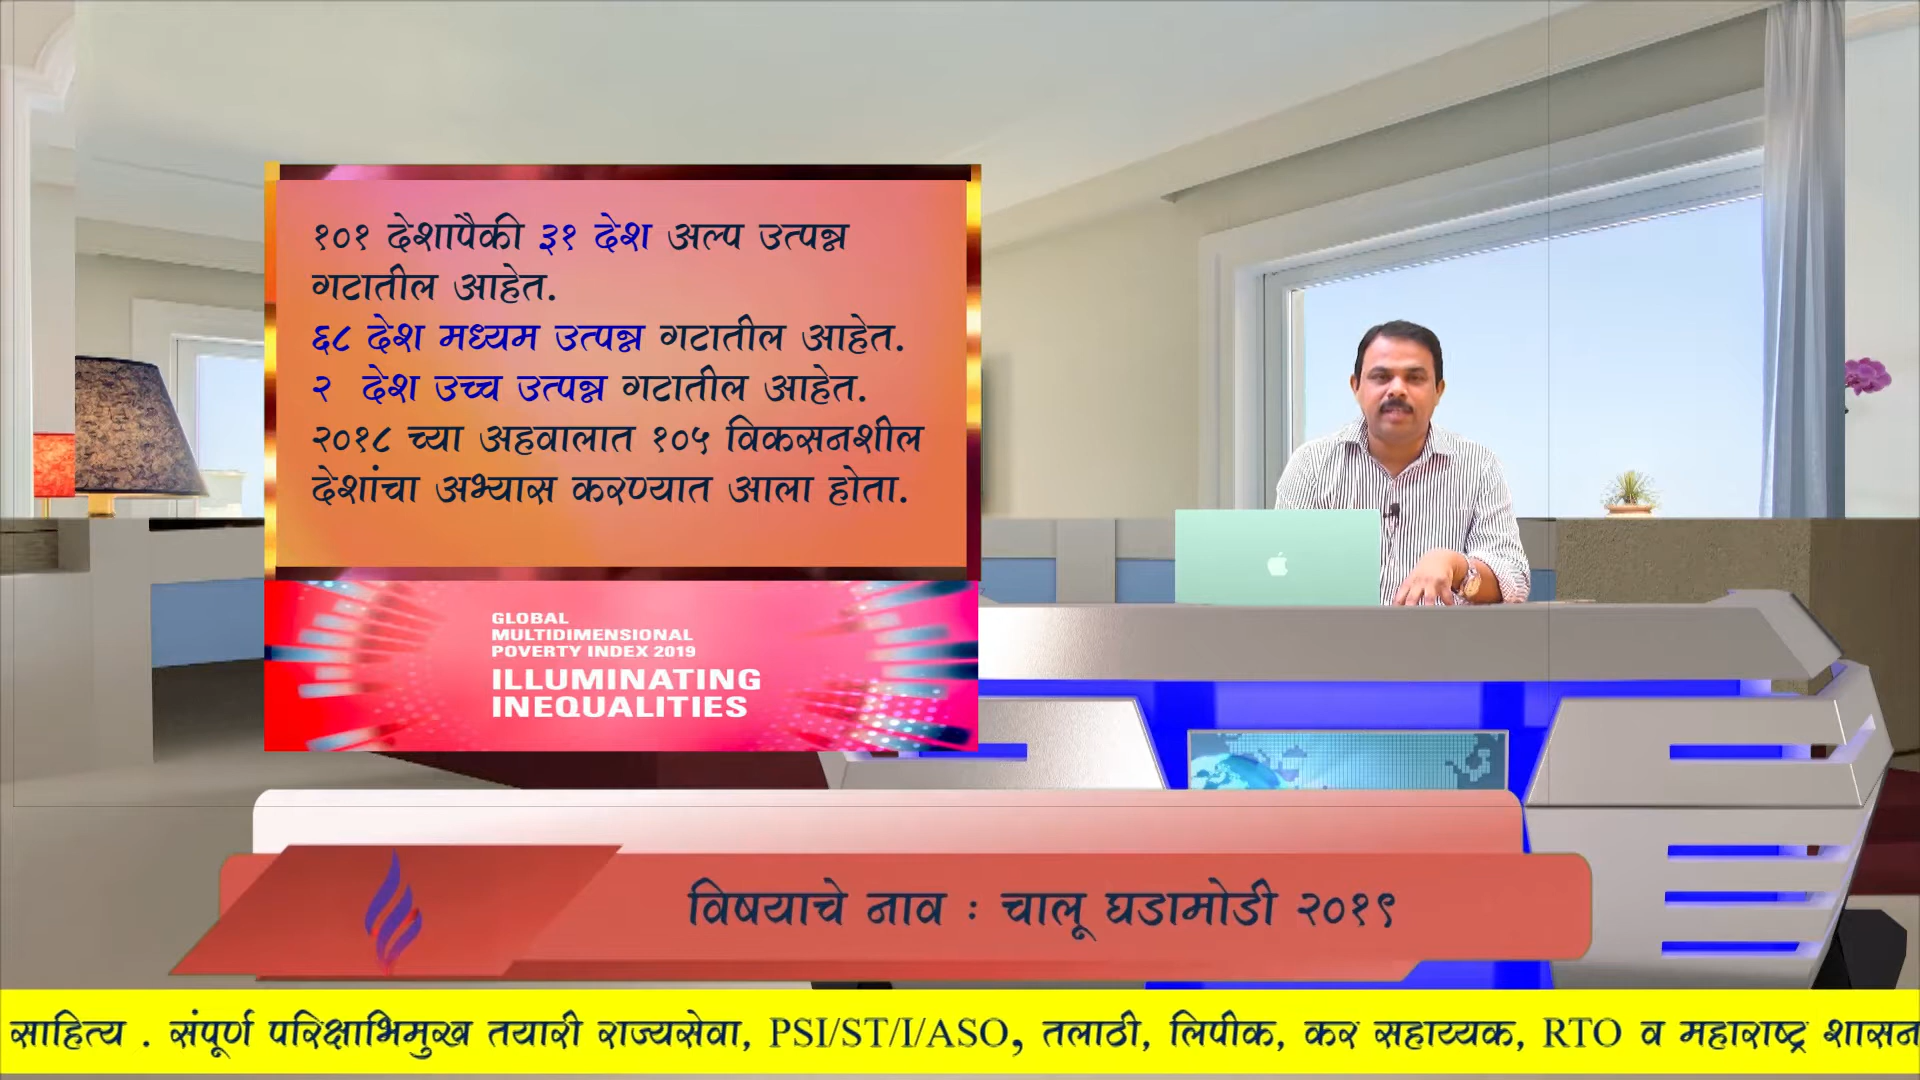 १०१ देशापैकी ३१ देश अल्प उत्पन्न
गटातील आहेत.
६८ देश मध्यम उत्पन्न गटातील आहेत.
२ देश उच्च उत्पन्न गटातील आहेत.
२०१८ च्या अहवालात १०५ विकसनशील
देशांचा अभ्यास करण्यात आला होता.
GLOBAL
MULTIDIMENSIONAL
POVERTY INDEX 2019
ILLUMINATING
INEQUALITIES
विषयाचे नाव : चालू घडामोडी २०१९
साहित्य . संपूर्ण परिक्षाभिमुख तयारी राज्यसेवा, PSI/ST/I/ASO, तलाठी, लिपीक, कर सहाय्यक, RTO व महाराष्ट्र शासन